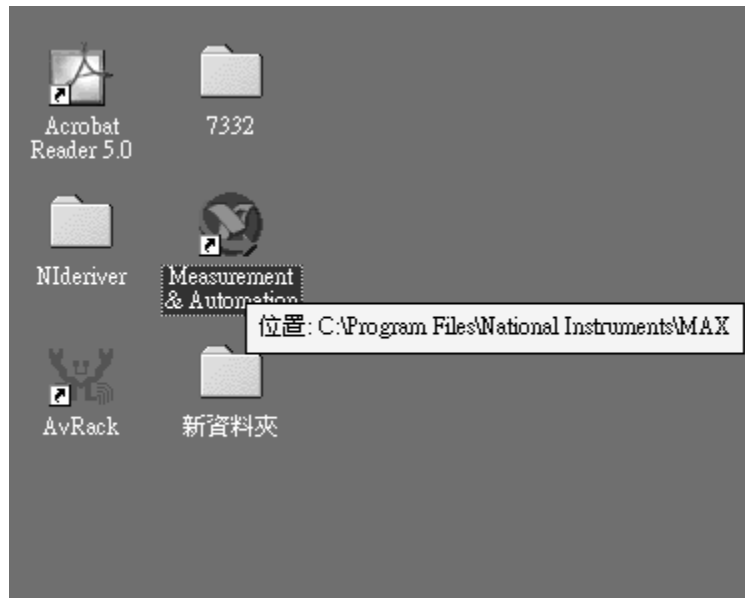 Acrobat
Reader 5.0
7332
NIderiver
Measurement
& Automation
位置: C:\Program Files\National Instruments\MAX
AvRack
新資料夾